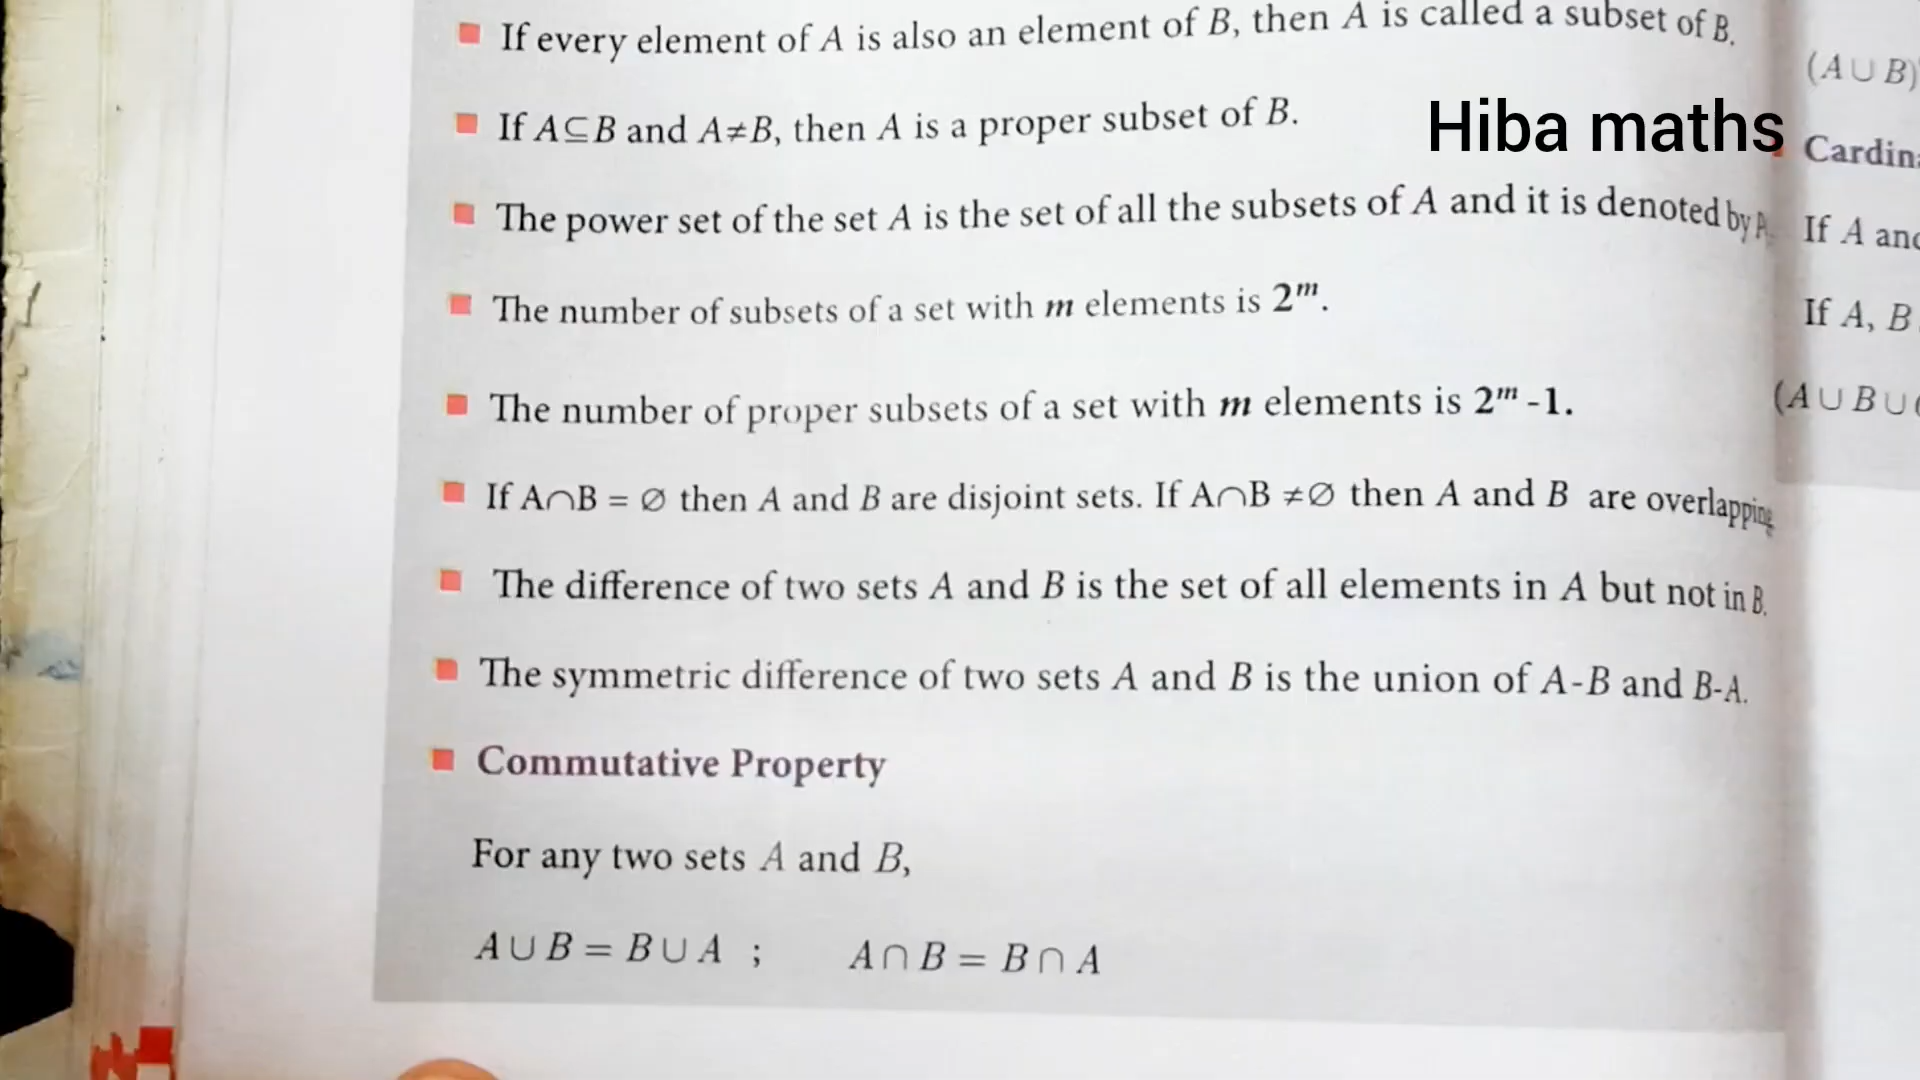 If every element of A is also an element of B, then A is called a subset of B.
If A⊆B and A≠B, then A is a proper subset of B.
Hiba maths
The power set of the set A is the set of all the subsets of A and it is denoted by
The number of subsets of a set with m elements is 2ᵐ.
The number of proper subsets of a set with m elements is 2ᵐ -1.
If A∩B = ∅ then A and B are disjoint sets. If A∩B ≠∅ then A and B are overlapping
The difference of two sets A and B is the set of all elements in A but not in B.
The symmetric difference of two sets A and B is the union of A-B and B-A.
Commutative Property
For any two sets A and B,
A∪B = B∪A ; A∩B = B∩A
(A∪B)
If A
If A, B
(A∪B∪